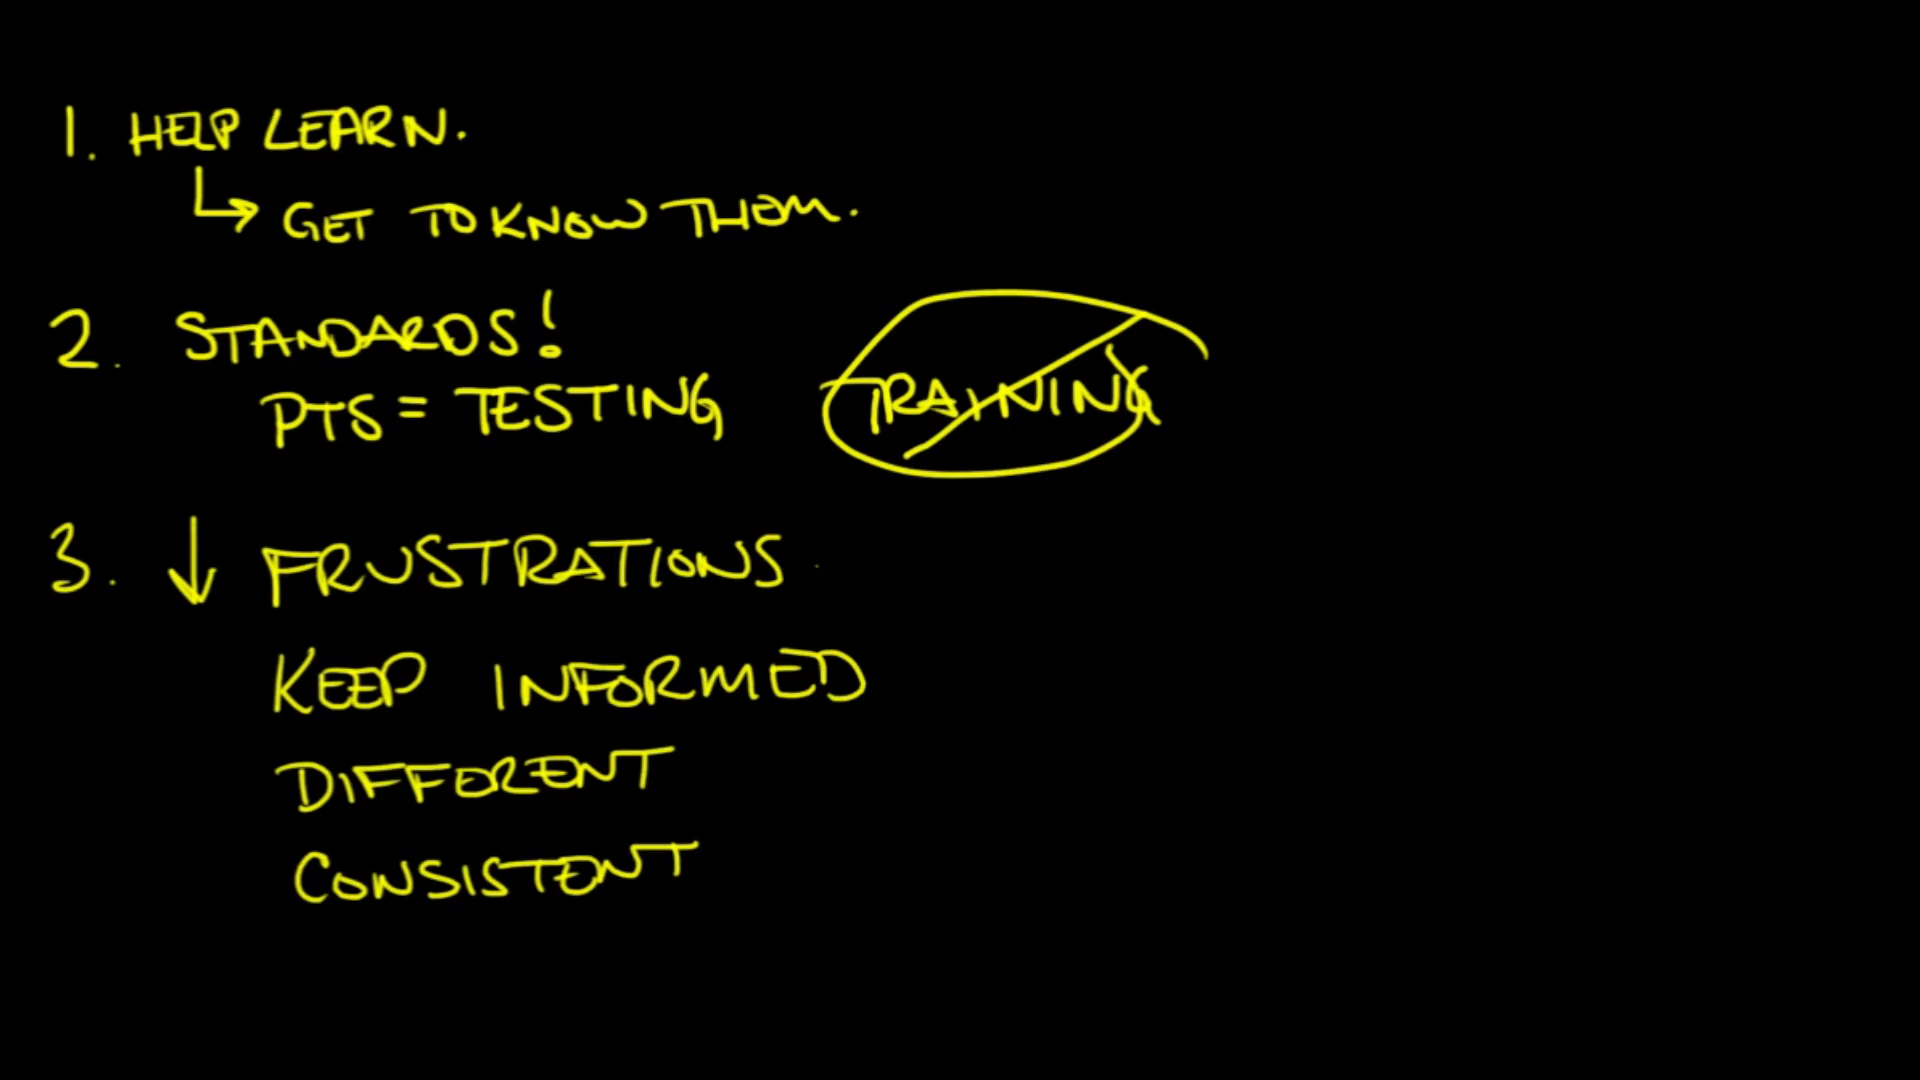 1. HELP LEARN.
↳ GET TO KNOW THEM.
2. STANDARDS!
PTS = TESTING TRAINING
3. ↓ FRUSTRATIONS
KEEP INFORMED
DIFFERENT
CONSISTENT